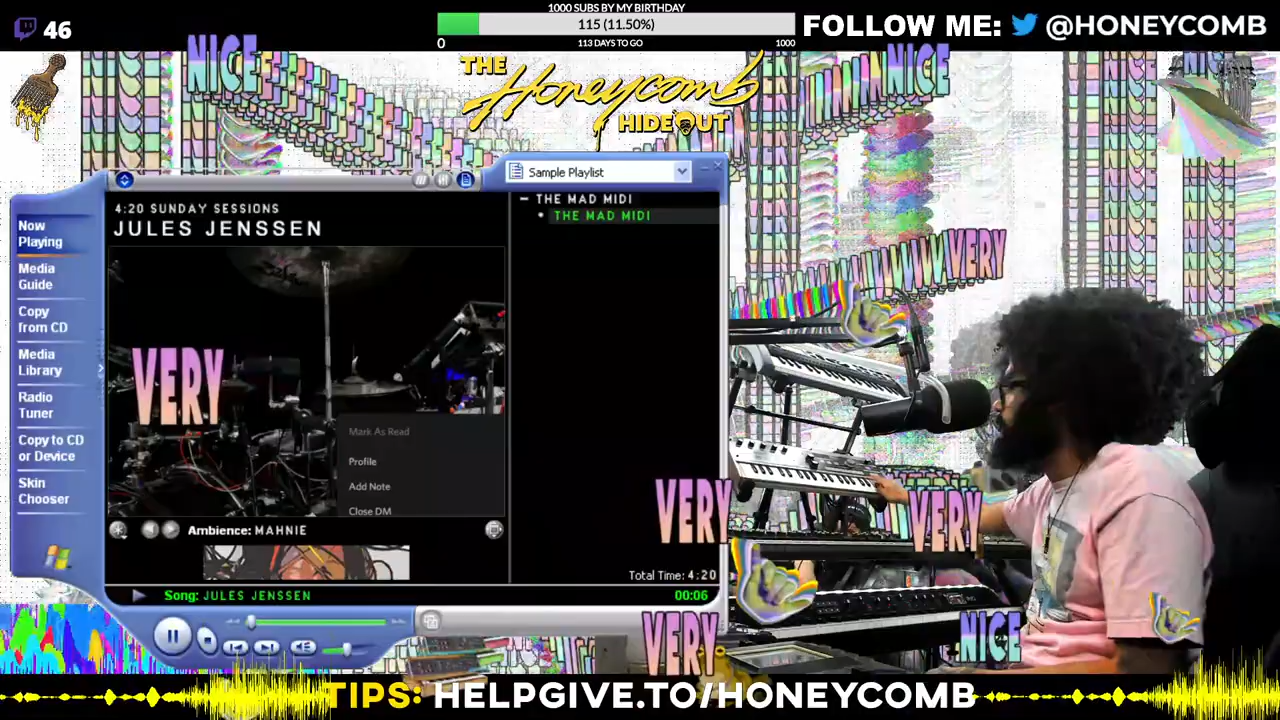 46
1000 SUBS BY MY BIRTHDAY
115 (11.50%)
0
113 DAYS TO GO
1000
FOLLOW ME: @HONEYCOMB
THE
Honeycomb
HIDEOUT
NICE
NICE
Sample Playlist
THE MAD MIDI
THE MAD MIDI
4:20 SUNDAY SESSIONS
JULES JENSSEN
Now
Playing
Media
Guide
Copy
from CD
Media
Library
Radio
Tuner
Copy to CD
or Device
Skin
Chooser
VERY
VERY
Mark As Read
Profile
Add Note
Close DM
VERY
VERY
Ambience: MAHNIE
Total Time: 4:20
Song: JULES JENSSEN
00:06
VERY
NICE
TIPS: HELPGIVE.TO/HONEYCOMB